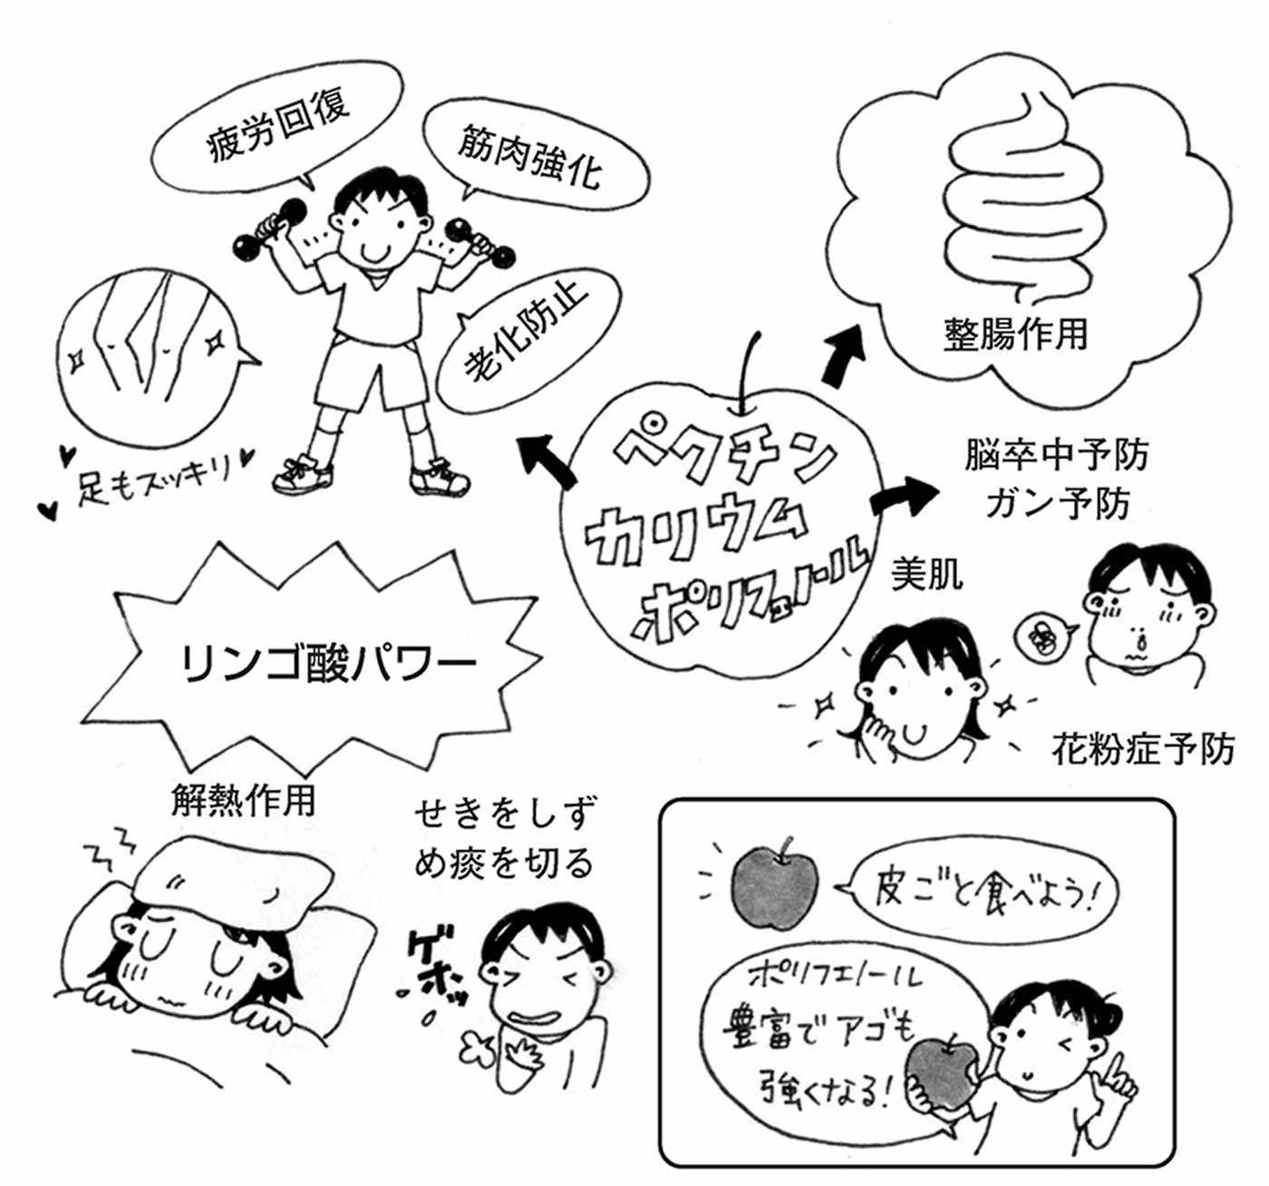 疲労回復
筋肉強化
老化防止
足もスッキリ
整腸作用
ペクチン
カリウム
ポリフェノール
脳卒中予防
ガン予防
美肌
花粉症予防
リンゴ酸パワー
解熱作用
せきをしず
め痰を切る
ゲホッ
皮ごと食べよう!
ポリフェノール
豊富でアゴも
強くなる!